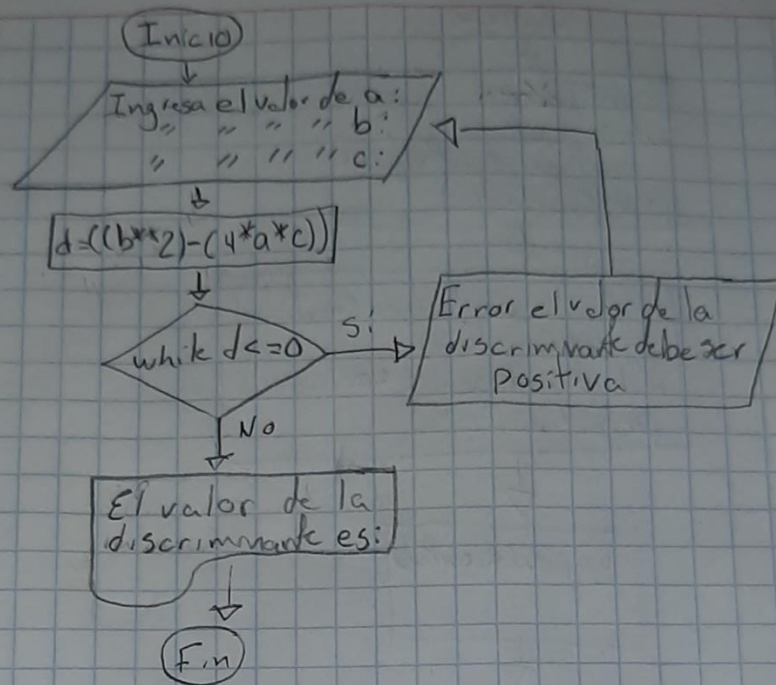 Inicio
Ingresa el valor de a:
" " " " b:
" " " " c:
d=((b**2)-(4*a*c))
while d<=0
Si
Error el valor de la
discriminante debe ser
Positiva
No
El valor de la
discriminante es:
Fin